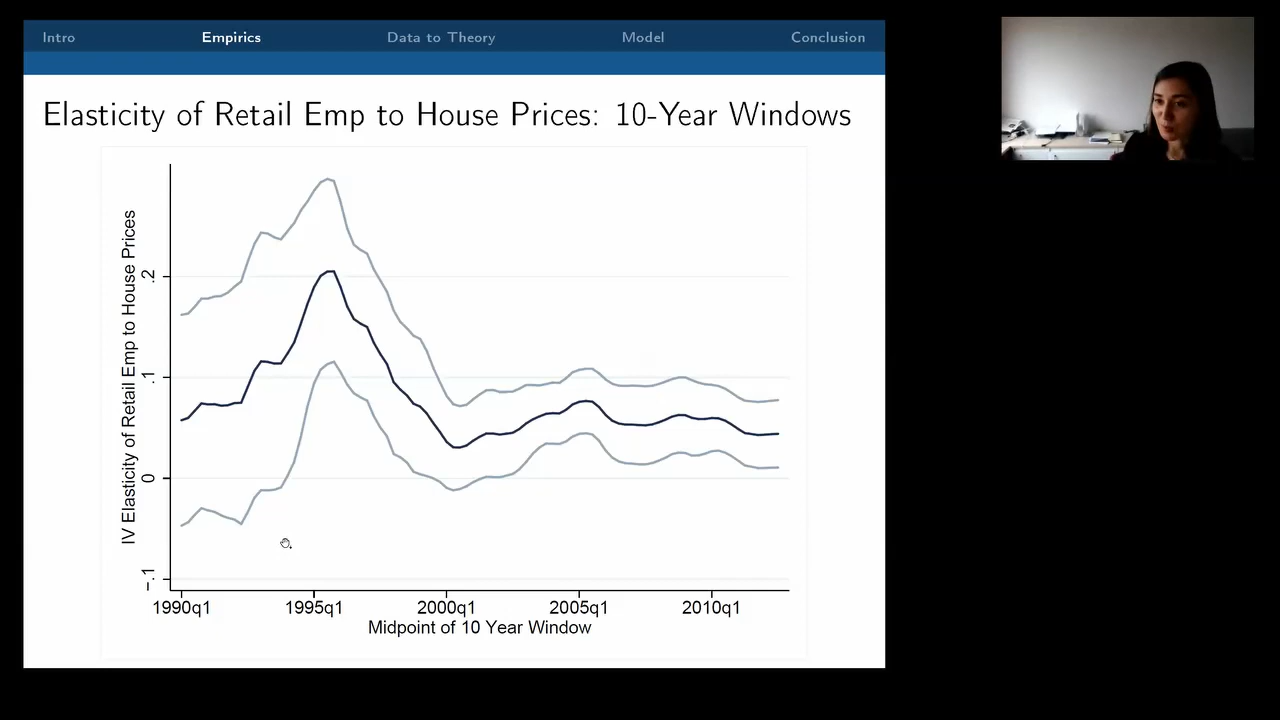 Intro Empirics Data to Theory Model Conclusion
Elasticity of Retail Emp to House Prices: 10-Year Windows
IV Elasticity of Retail Emp to House Prices
.2
.1
0
-.1
1990q1 1995q1 2000q1 2005q1 2010q1
Midpoint of 10 Year Window